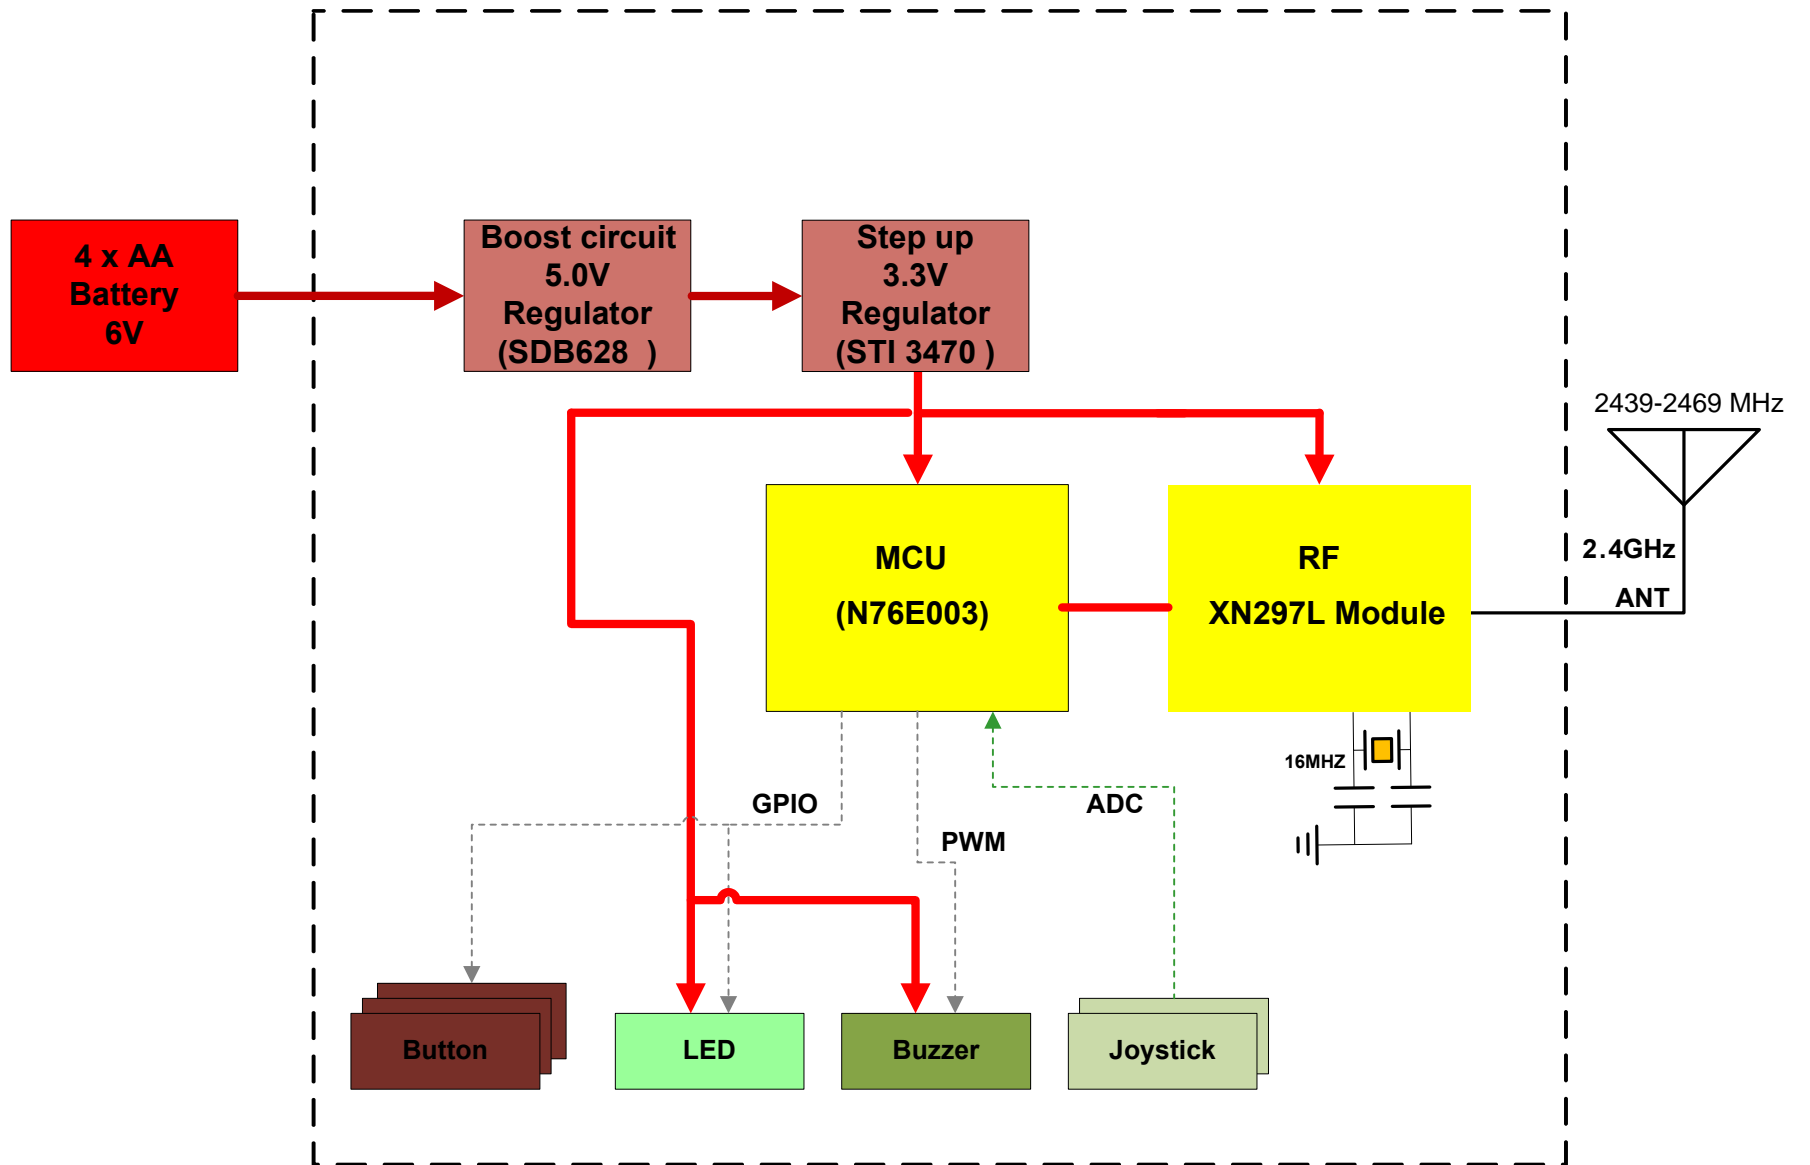 4 x AA
Battery
6V
Boost circuit
5.0V
Regulator
(SDB628  )
Step up
3.3V
Regulator
(STI 3470 )
2439-2469 MHz
2.4GHz
ANT
MCU
(N76E003)
RF
XN297L Module
16MHZ
GPIO
PWM
ADC
Button
LED
Buzzer
Joystick